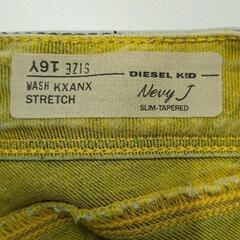 SIZE 16Y
WASH KXANX
STRETCH
DIESEL KID
Nevy J
SLIM-TAPERED